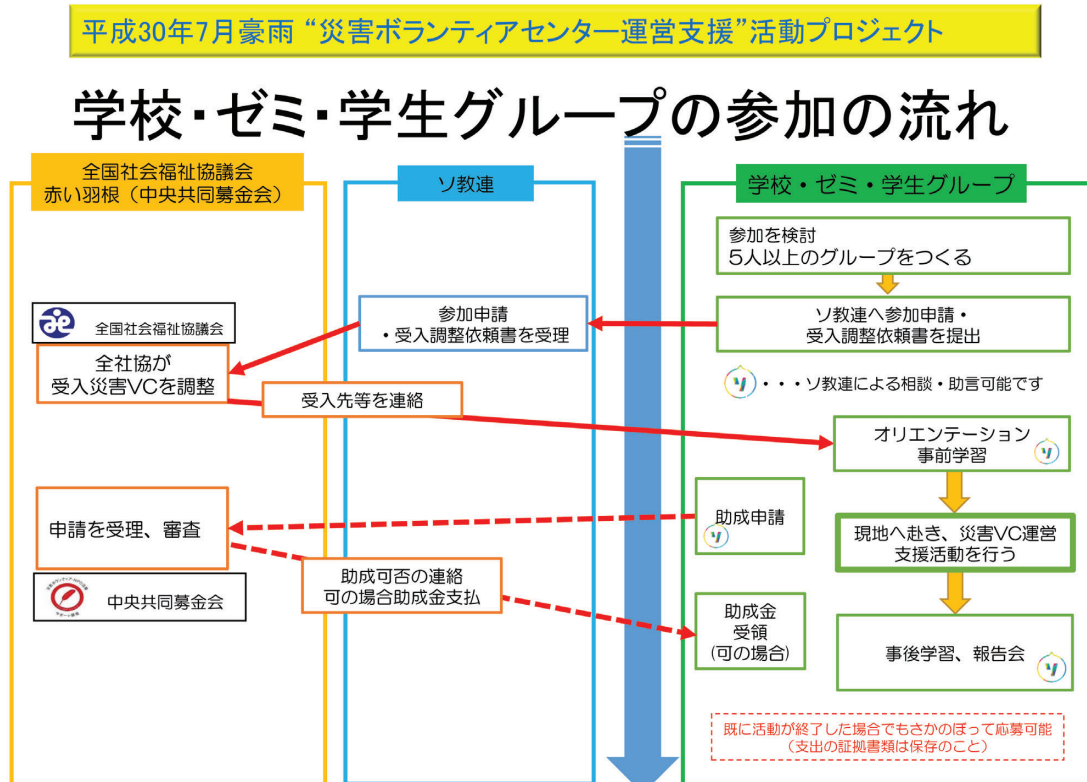 平成30年7月豪雨 “災害ボランティアセンター運営支援”活動プロジェクト
学校・ゼミ・学生グループの参加の流れ
全国社会福祉協議会
赤い羽根（中央共同募金会）
ソ教連
学校・ゼミ・学生グループ
参加を検討
５人以上のグループをつくる
参加申請
・受入調整依頼書を受理
ソ教連へ参加申請・
受入調整依頼書を提出
全国社会福祉協議会
全社協が
受入災害VCを調整
ソ・・・ソ教連による相談・助言可能です
受入先等を連絡
オリエンテーション
事前学習
ソ
申請を受理、審査
助成申請
ソ
現地へ赴き、災害VC運営
支援活動を行う
助成可否の連絡
可の場合助成金支払
中央共同募金会
助成金
受領
(可の場合)
事後学習、報告会
ソ
既に活動が終了した場合でもさかのぼって応募可能
（支出の証拠書類は保存のこと）